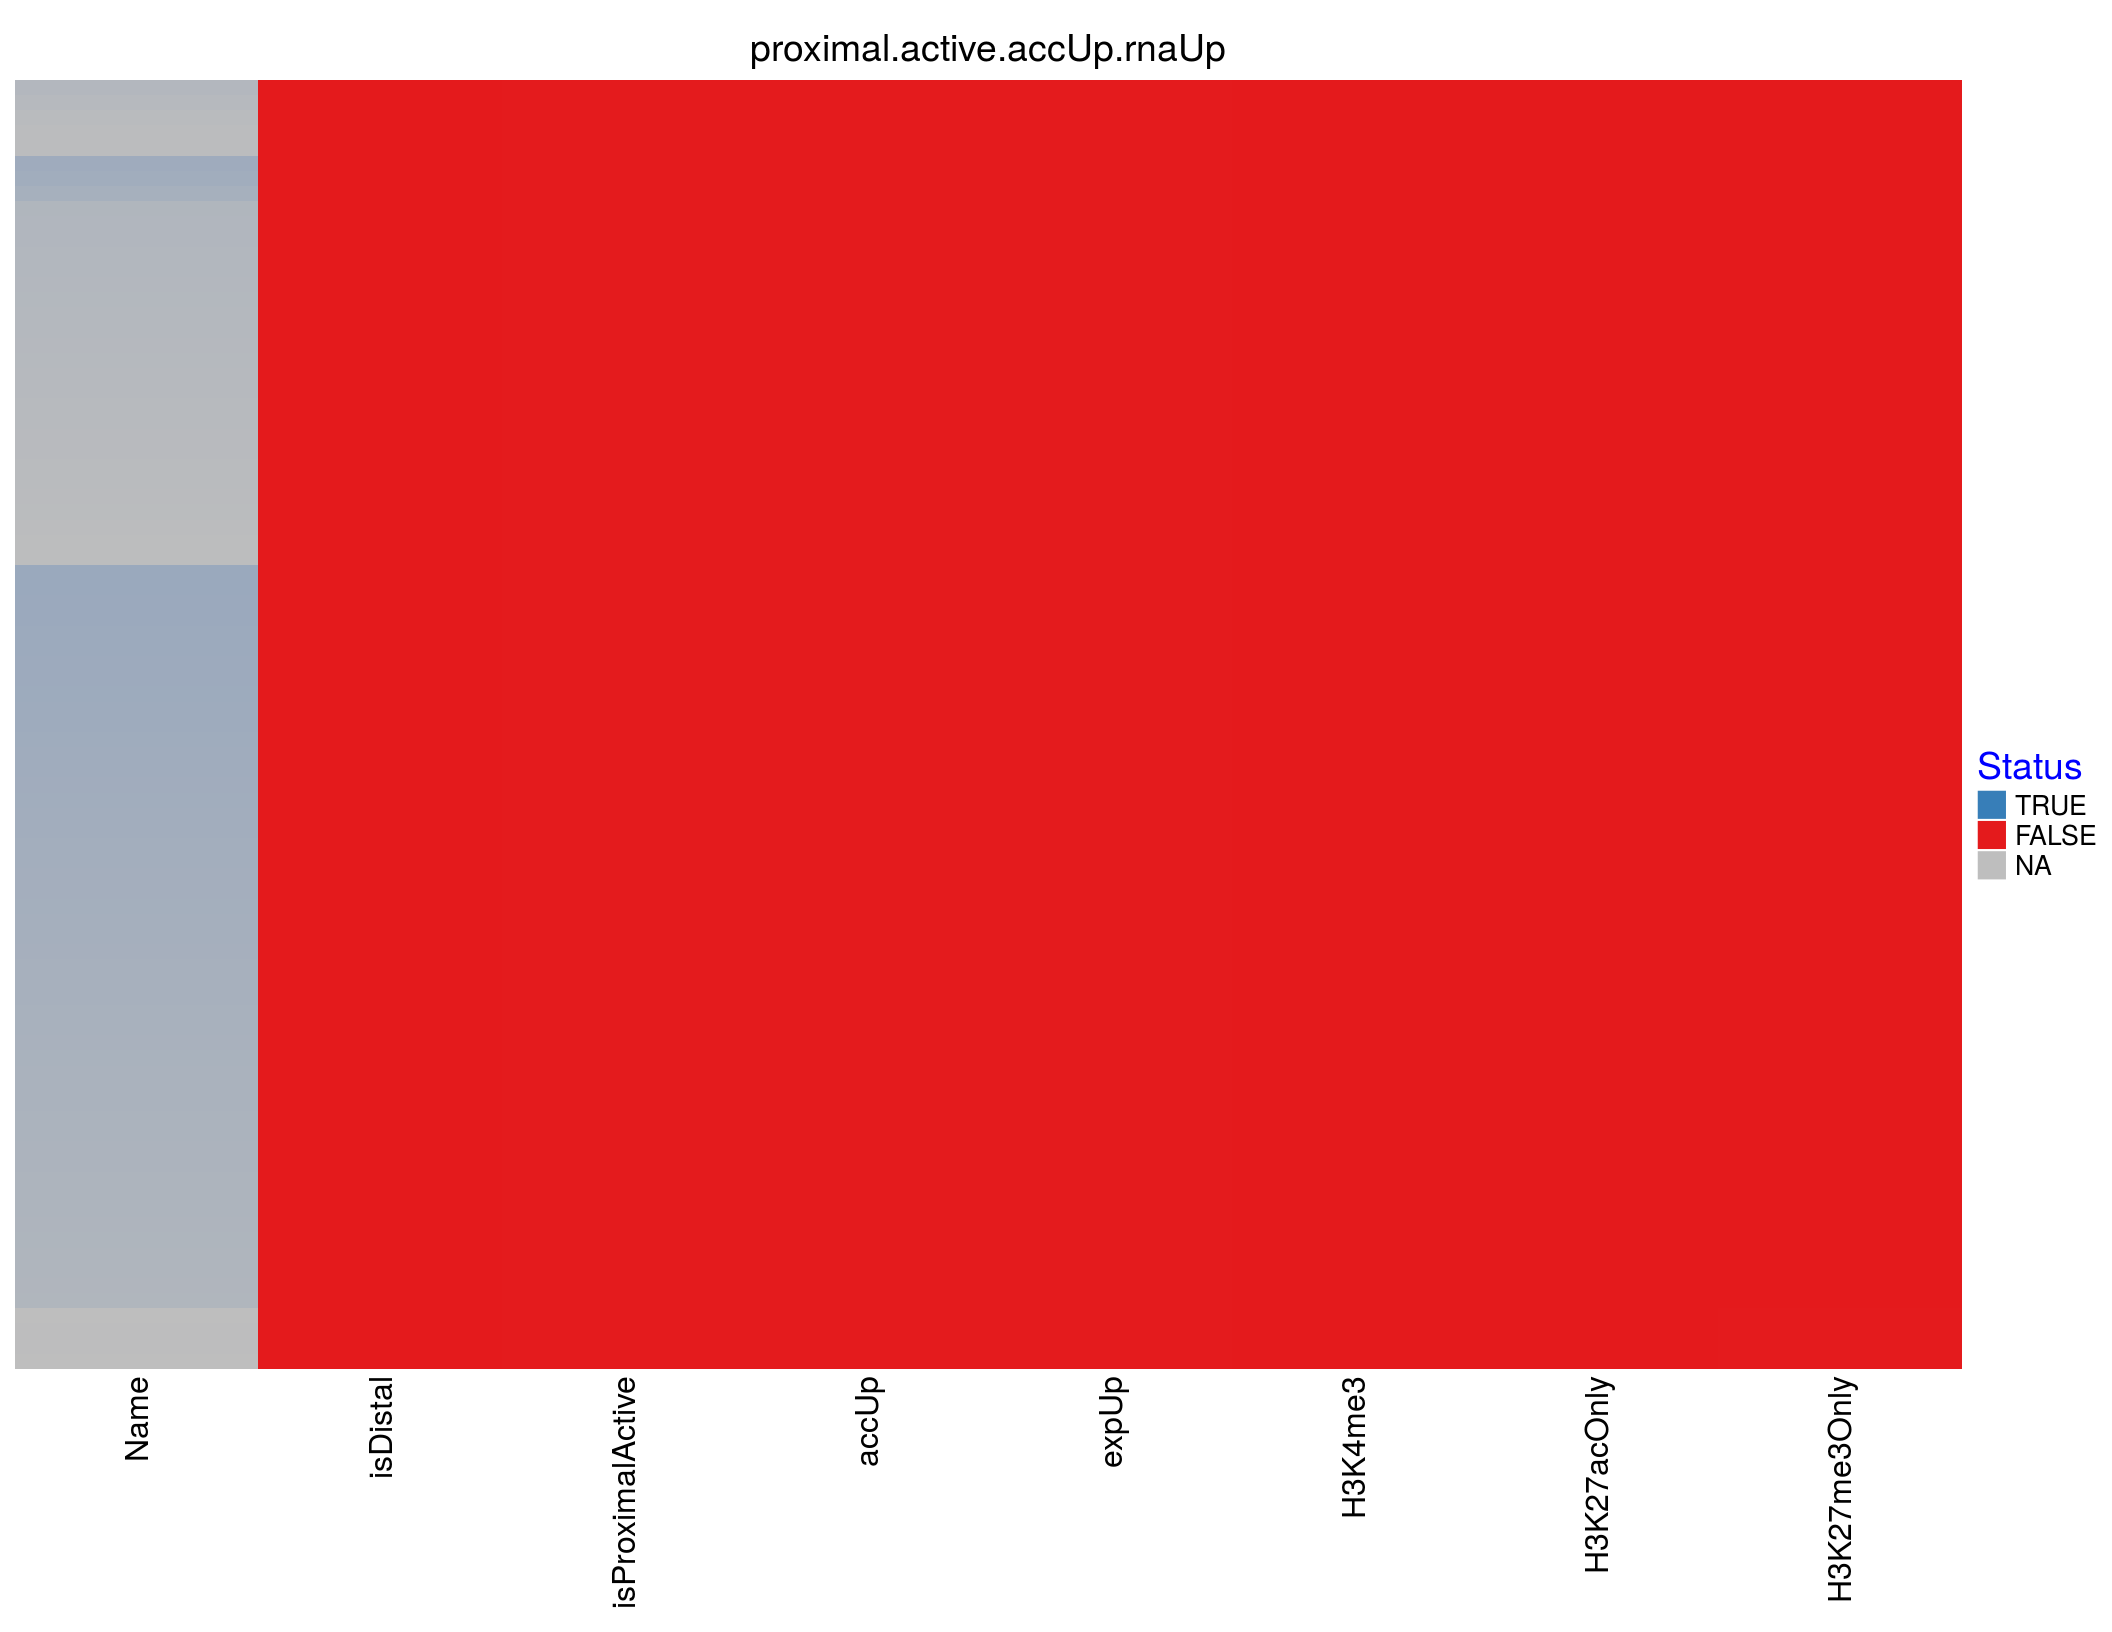 proximal.active.accUp.rnaUp
Status
TRUE
FALSE
NA
Name
isDistal
isProximalActive
accUp
expUp
H3K4me3
H3K27acOnly
H3K27me3Only